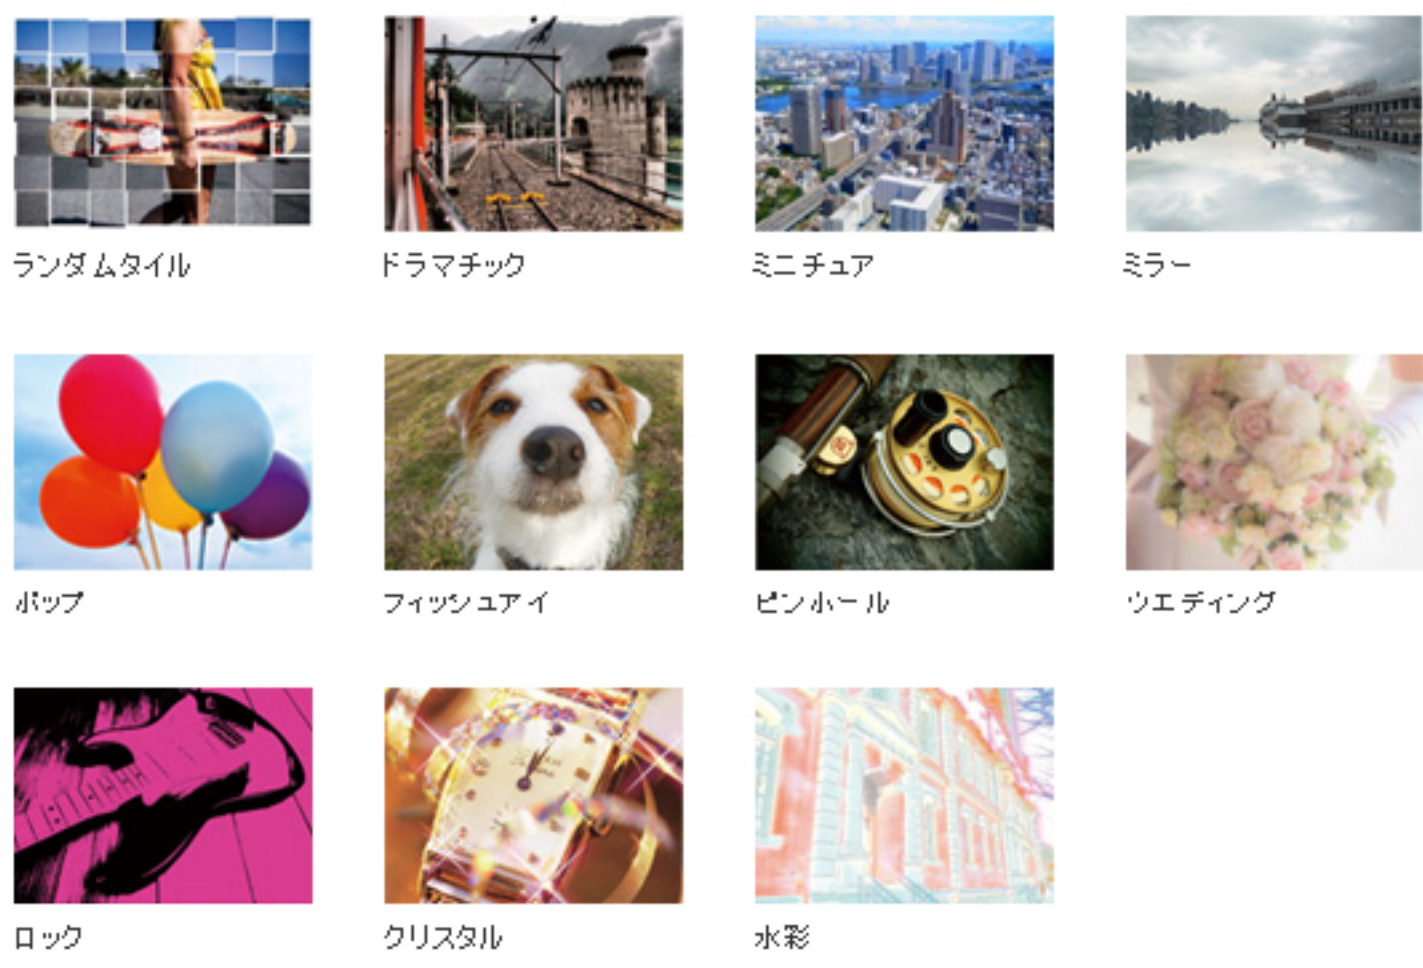 ランダムタイル
ドラマチック
ミニチュア
ミラー
ポップ
フィッシュアイ
ピンホール
ウエディング
ロック
クリスタル
水彩